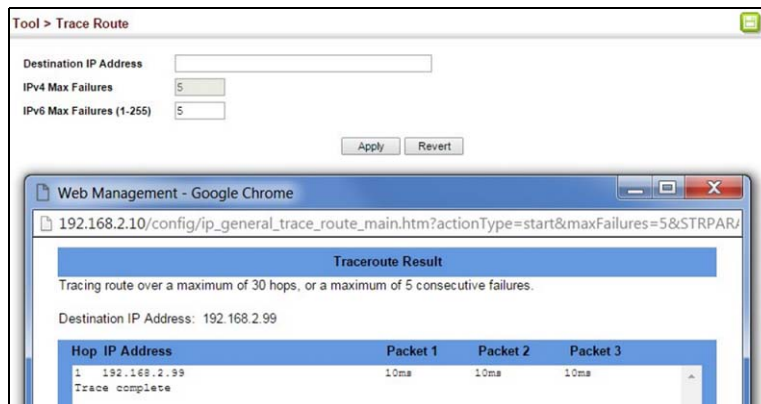 Tool > Trace Route
Destination IP Address
IPv4 Max Failures 5
IPv6 Max Failures (1-255) 5
Apply Revert
Web Management - Google Chrome
192.168.2.10/config/ip_general_trace_route_main.htm?actionType=start&maxFailures=5&STRPARA
Traceroute Result
Tracing route over a maximum of 30 hops, or a maximum of 5 consecutive failures.
Destination IP Address: 192.168.2.99
Hop IP Address Packet 1 Packet 2 Packet 3
1 192.168.2.99 10ms 10ms 10ms
Trace complete